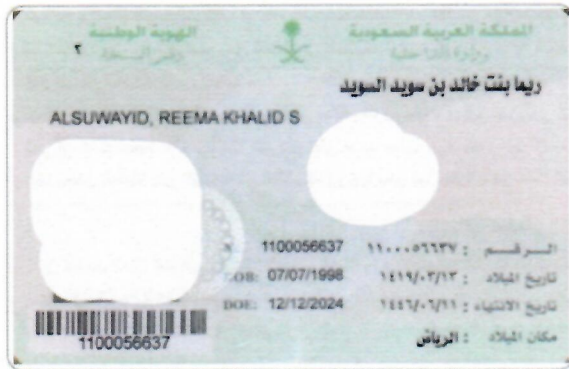 المملكة العربية السعودية
وزارة الداخلية
الهوية الوطنية
٢
ريما بنت خالد بن سويد السويد
ALSUWAYID, REEMA KHALID S
الرقم : ١١٠٠٠٥٦٦٣٧ 1100056637
تاريخ الميلاد : ١٤١٩/٠٣/١٣ DOB: 07/07/1998
تاريخ الانتهاء : ١٤٤٦/٠٦/١١ DOE: 12/12/2024
مكان الميلاد : الرياض
1100056637